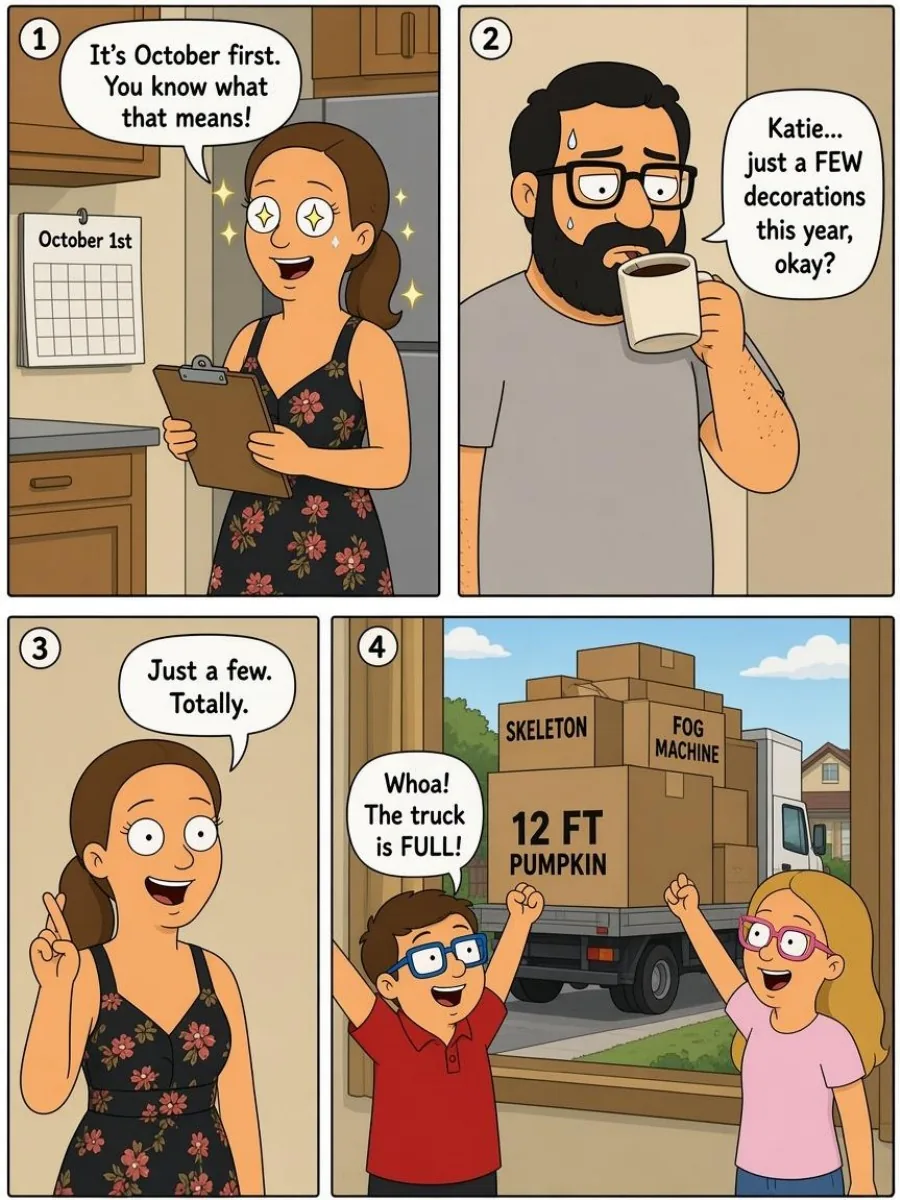 1
It's October first.
You know what
that means!
October 1st
2
Katie...
just a FEW
decorations
this year,
okay?
3
Just a few.
Totally.
4
SKELETON
FOG
MACHINE
12 FT
PUMPKIN
Whoa!
The truck
is FULL!